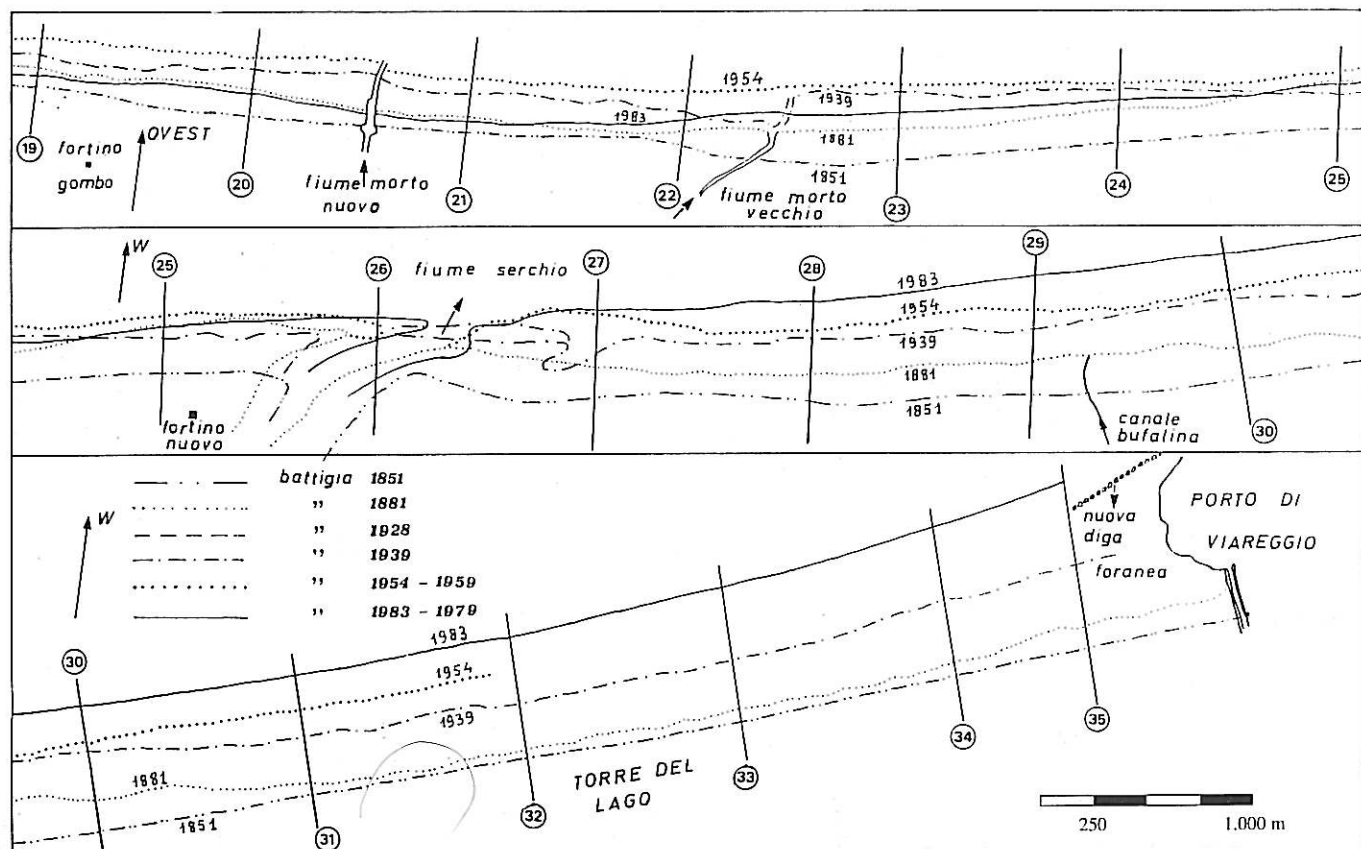 19
fortino
gombo
OVEST
20
fiume morto
nuovo
21
1983
22
1954
1939
1881
1851
fiume morto
vecchio
23
24
25
W
25
fortino
nuovo
26
fiume serchio
27
28
1983
1954
1939
1881
1851
29
canale
bufalina
30
W
battigia 1851
,, 1881
,, 1928
,, 1939
,, 1954 - 1959
,, 1983 - 1979
30
1983
1954
1939
1881
1851
31
32
TORRE DEL
LAGO
33
34
35
nuova
diga
foranea
PORTO DI
VIAREGGIO
250 1.000 m